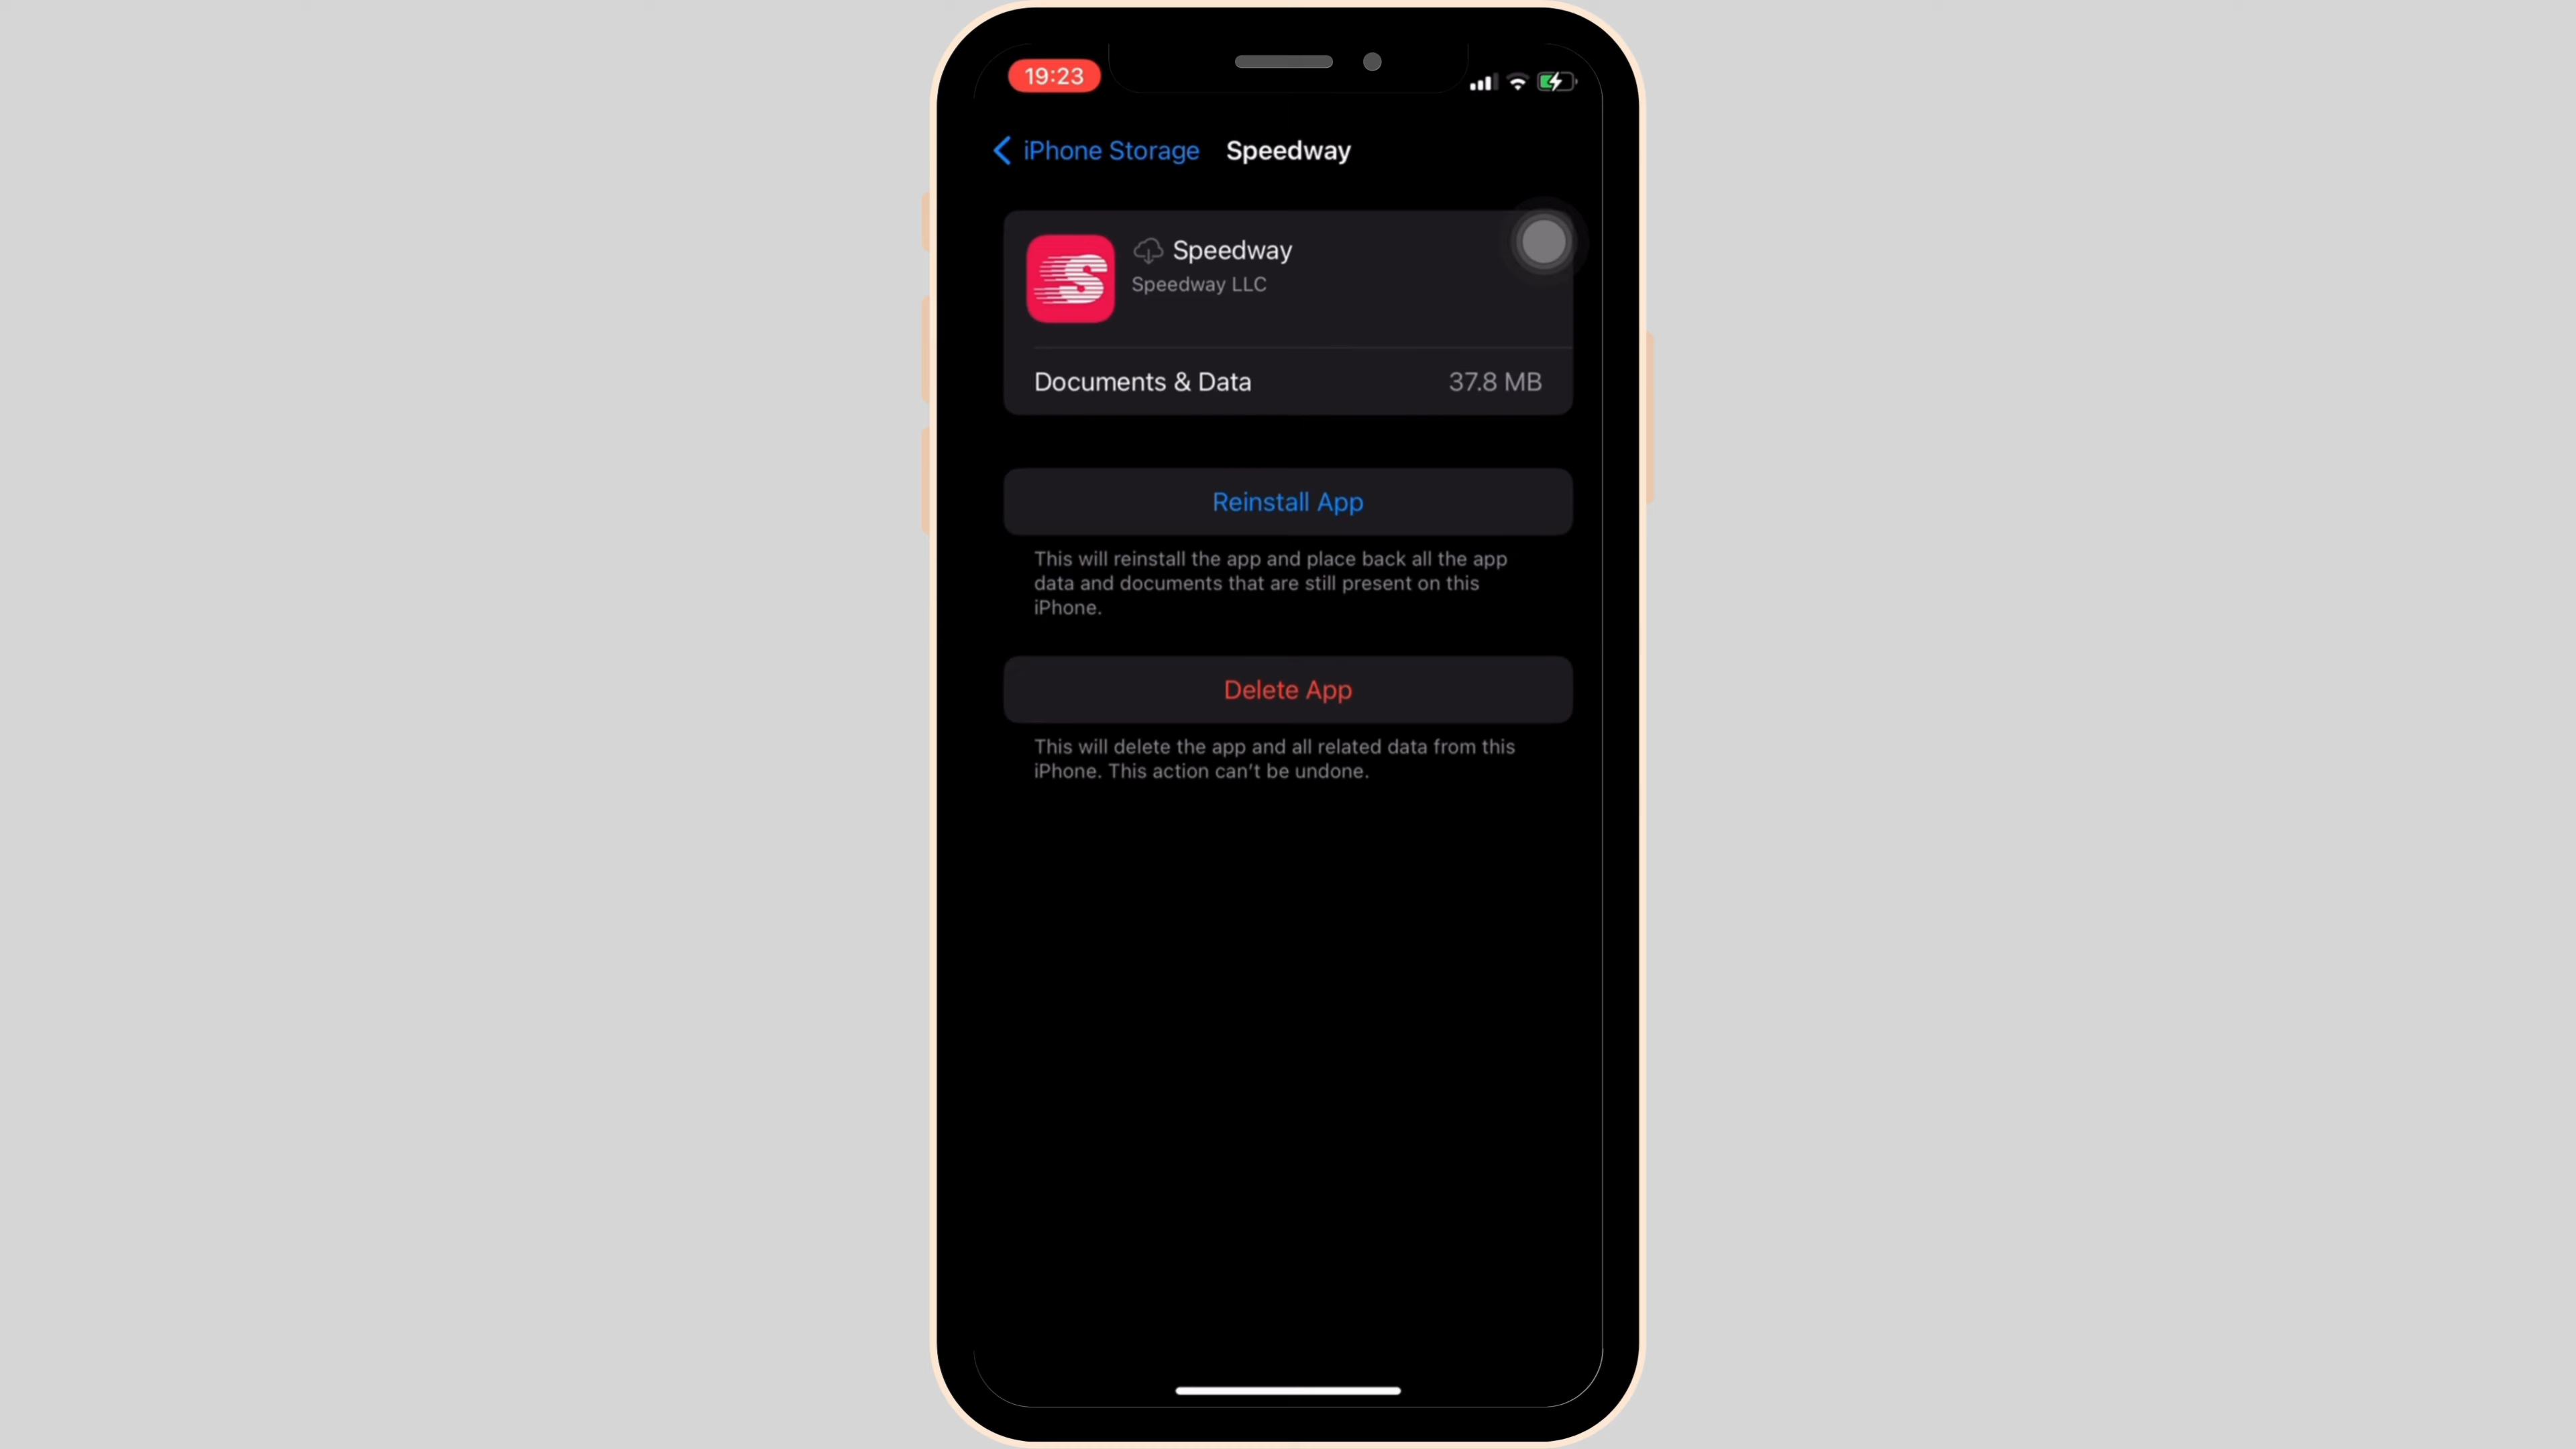 19:23
iPhone Storage Speedway
S
Speedway
Speedway LLC
Documents & Data 37.8 MB
Reinstall App
This will reinstall the app and place back all the app
data and documents that are still present on this
iPhone.
Delete App
This will delete the app and all related data from this
iPhone. This action can't be undone.